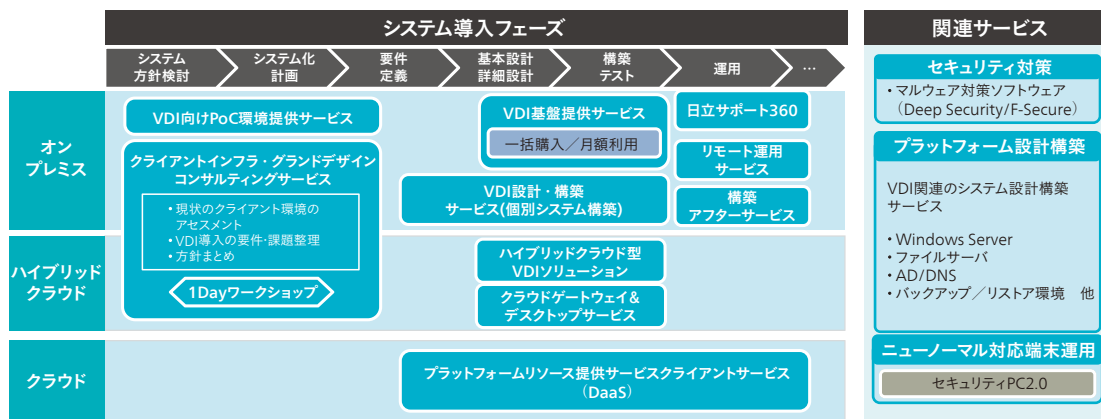 システム導入フェーズ
システム
方針検討
システム化
計画
要件
定義
基本設計
詳細設計
構築
テスト
運用
…
オン
プレミス
VDI向けPoC環境提供サービス
クライアントインフラ・グランドデザイン
コンサルティングサービス
・現状のクライアント環境の
アセスメント
・VDI導入の要件・課題整理
・方針まとめ
1Dayワークショップ
VDI基盤提供サービス
一括購入／月額利用
VDI設計・構築
サービス(個別システム構築)
日立サポート360
リモート運用
サービス
構築
アフターサービス
ハイブリッド
クラウド
ハイブリッドクラウド型
VDIソリューション
クラウドゲートウェイ&
デスクトップサービス
クラウド
プラットフォームリソース提供サービスクライアントサービス
（DaaS）
関連サービス
セキュリティ対策
・マルウェア対策ソフトウェア
（Deep Security/F-Secure）
プラットフォーム設計構築
VDI関連のシステム設計構築
サービス
・Windows Server
・ファイルサーバ
・AD/DNS
・バックアップ／リストア環境　他
ニューノーマル対応端末運用
セキュリティPC2.0